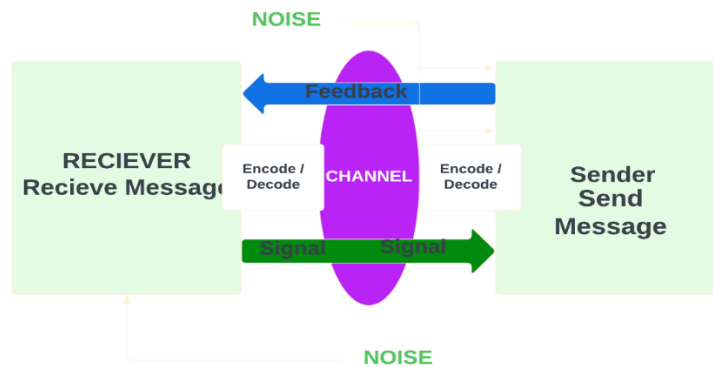 NOISE
Feedback
RECIEVER
Recieve Message
Encode /
Decode
CHANNEL
Encode /
Decode
Sender
Send
Message
Signal
Signal
NOISE